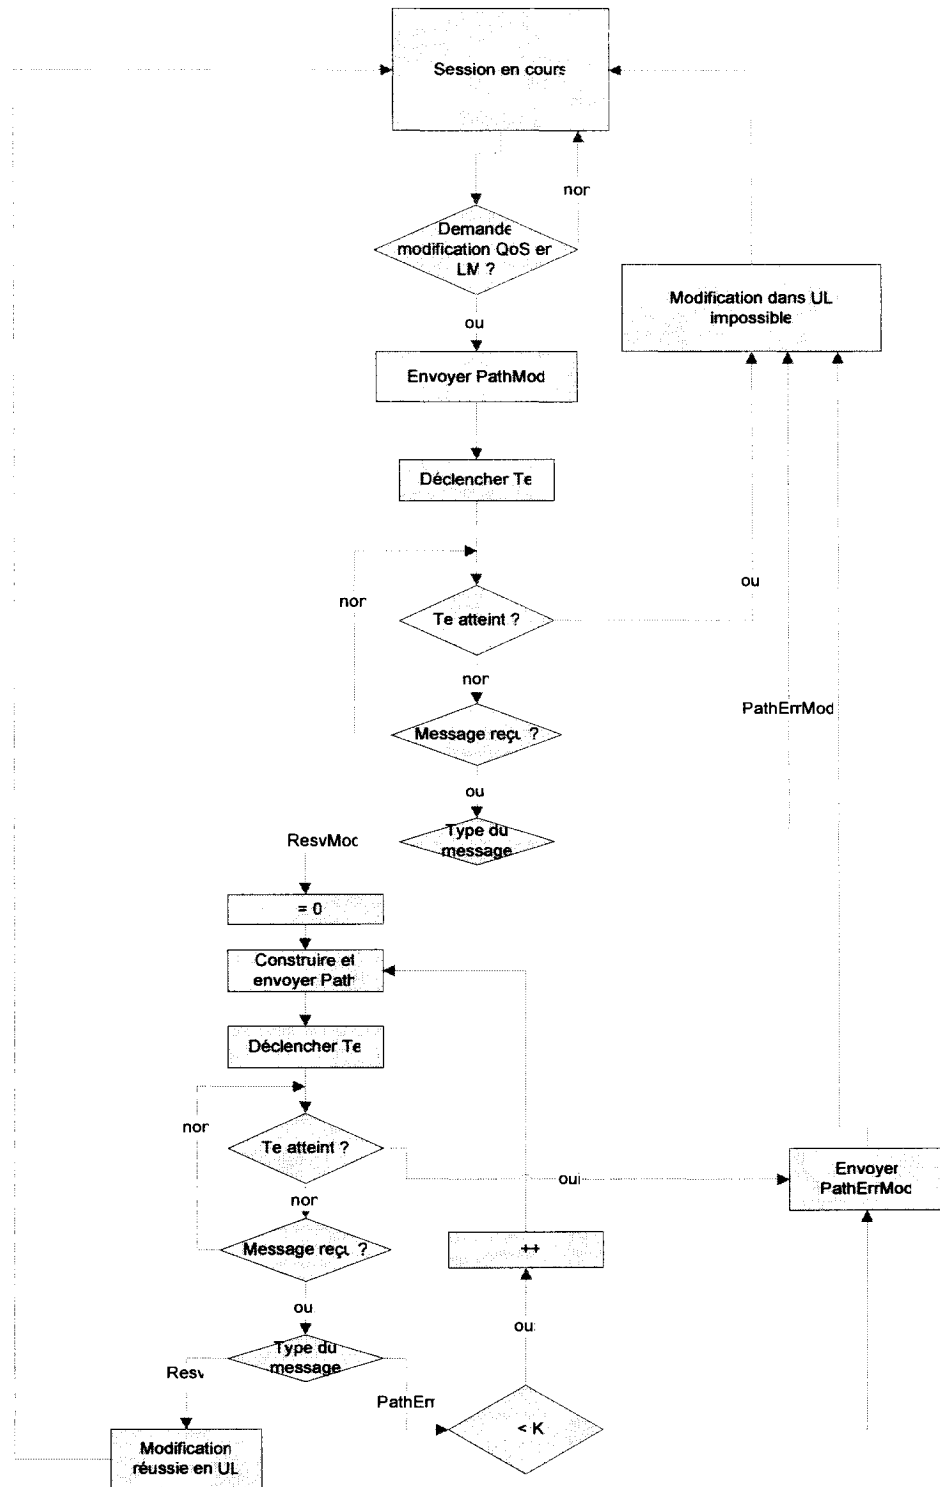 Session en cours
nor
Demande
modification QoS er
LM ?
ou
Modification dans UL
impossible
Envoyer PathMod
Déclencher Te
nor
ou
Te atteint ?
nor
PathErrMod
Message reçu ?
ou
Type du
message
ResvMoc
= 0
Construire et
envoyer Path
Déclencher Te
nor
Te atteint ?
oui
Envoyer
PathErrMod
nor
Message reçu ?
++
ou
ou
Type du
message
Resv
PathErr
< K
Modification
réussie en UL